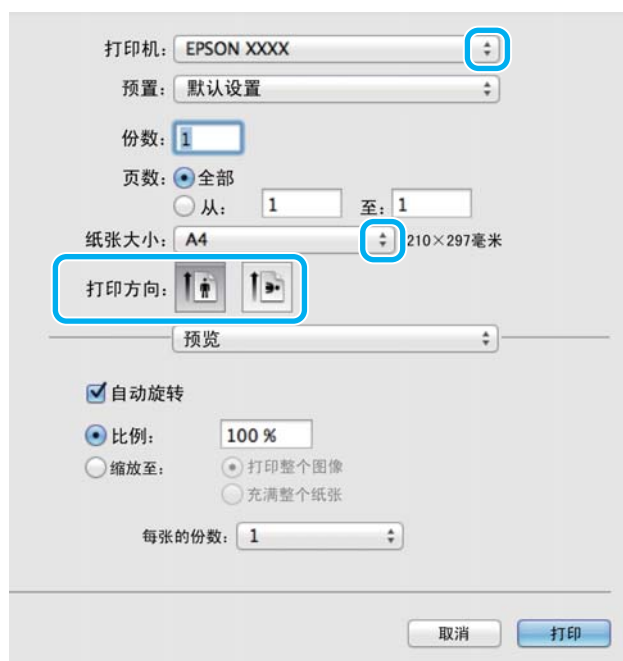 打印机： EPSON XXXX
预置： 默认设置
份数： 1
页数： 全部
从： 1 至： 1
纸张大小： A4 210×297毫米
打印方向：
预览
自动旋转
比例： 100 %
缩放至： 打印整个图像
充满整个纸张
每张的份数： 1
取消 打印